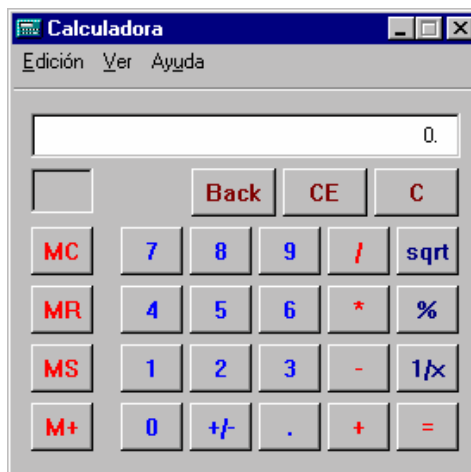 Calculadora
Edición Ver Ayuda
0.
Back CE C
MC 7 8 9 / sqrt
MR 4 5 6 * %
MS 1 2 3 - 1/x
M+ 0 +/- . + =